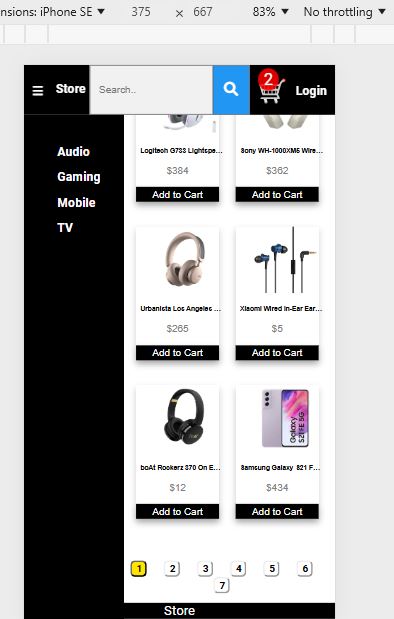 nsions: iPhone SE ▼ 375 × 667 83% ▼ No throttling ▼
☰ Store Search.. 2 Login
Audio
Gaming
Mobile
TV
Logitech G733 Lightspe... Sony WH-1000XM5 Wire...
$384 $362
Add to Cart Add to Cart
Urbanista Los Angeles ... Xiaomi Wired in-Ear Ear...
$265 $5
Add to Cart Add to Cart
Galaxy
S21 FE 5G
boAt Rockerz 370 On E... Samsung Galaxy S21 F...
$12 $434
Add to Cart Add to Cart
1 2 3 4 5 6
7
Store